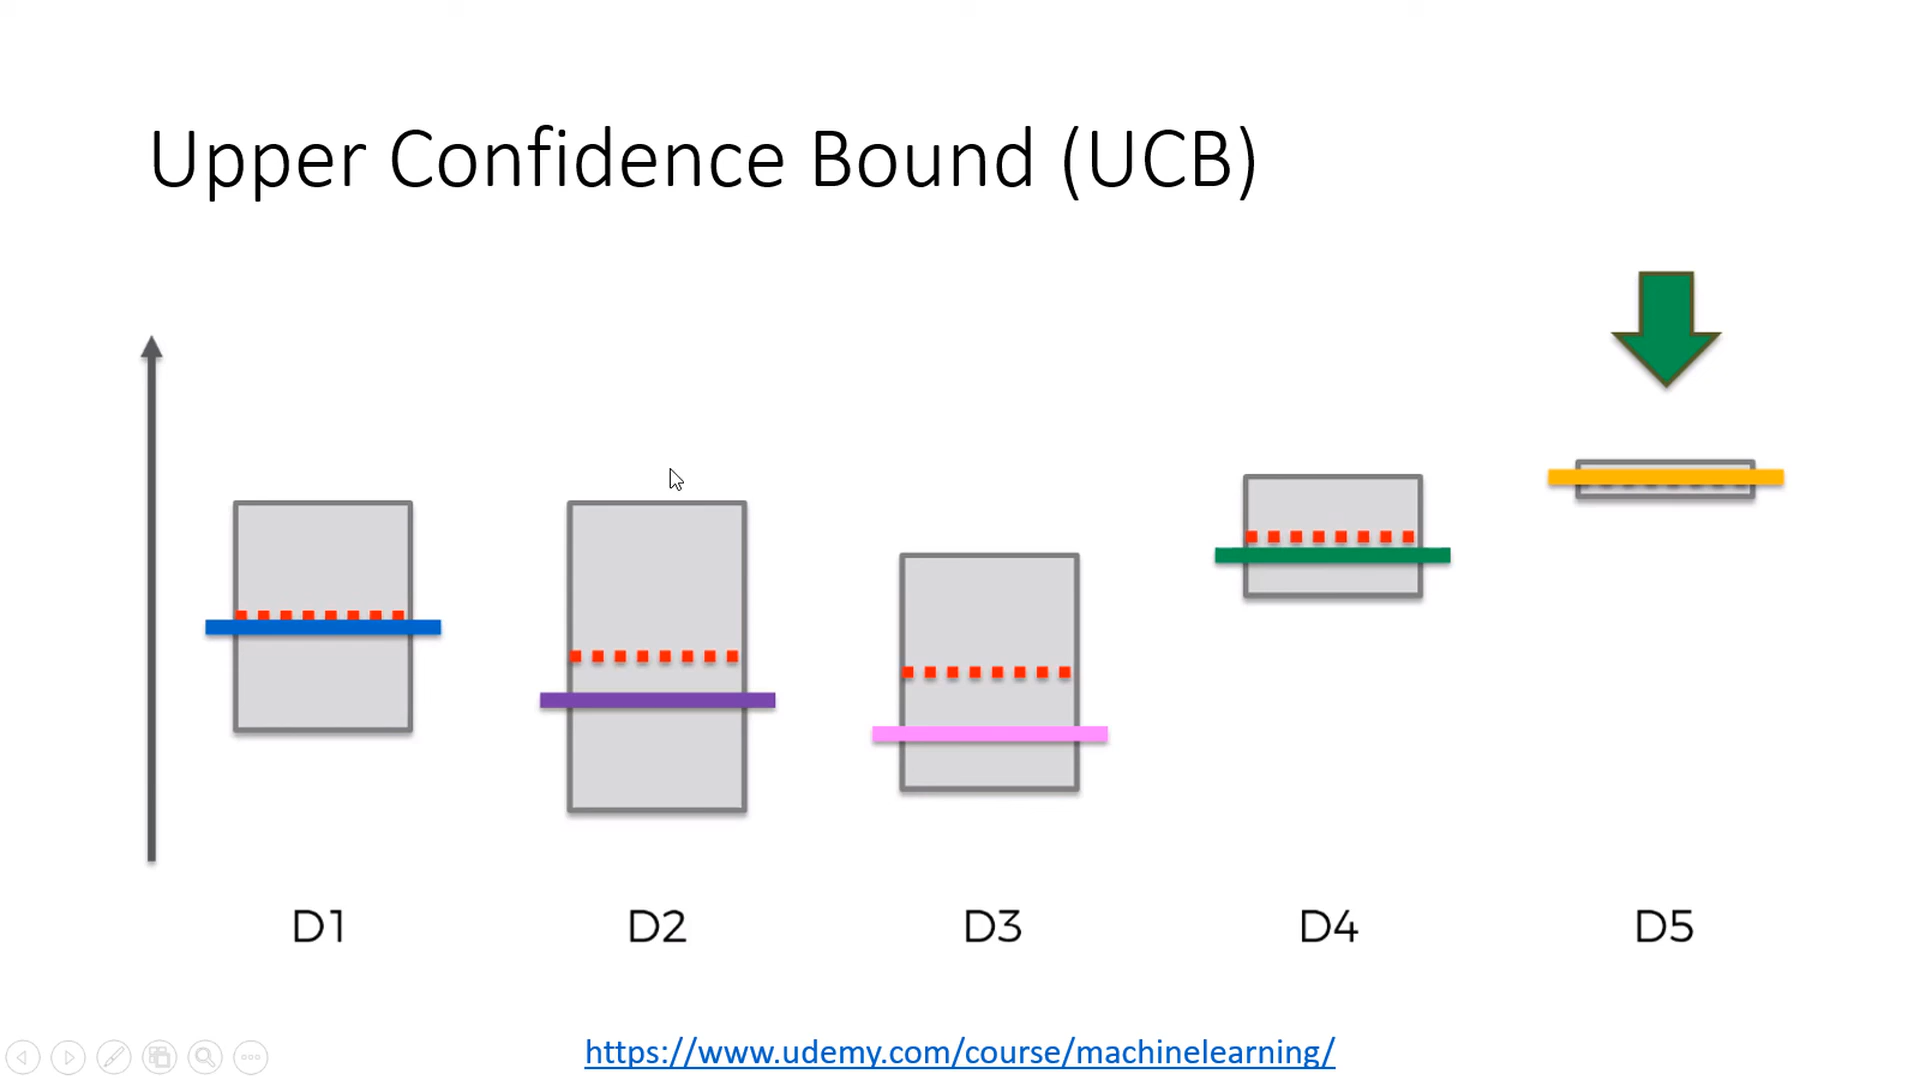 Upper Confidence Bound (UCB)
D1 D2 D3 D4 D5
https://www.udemy.com/course/machinelearning/